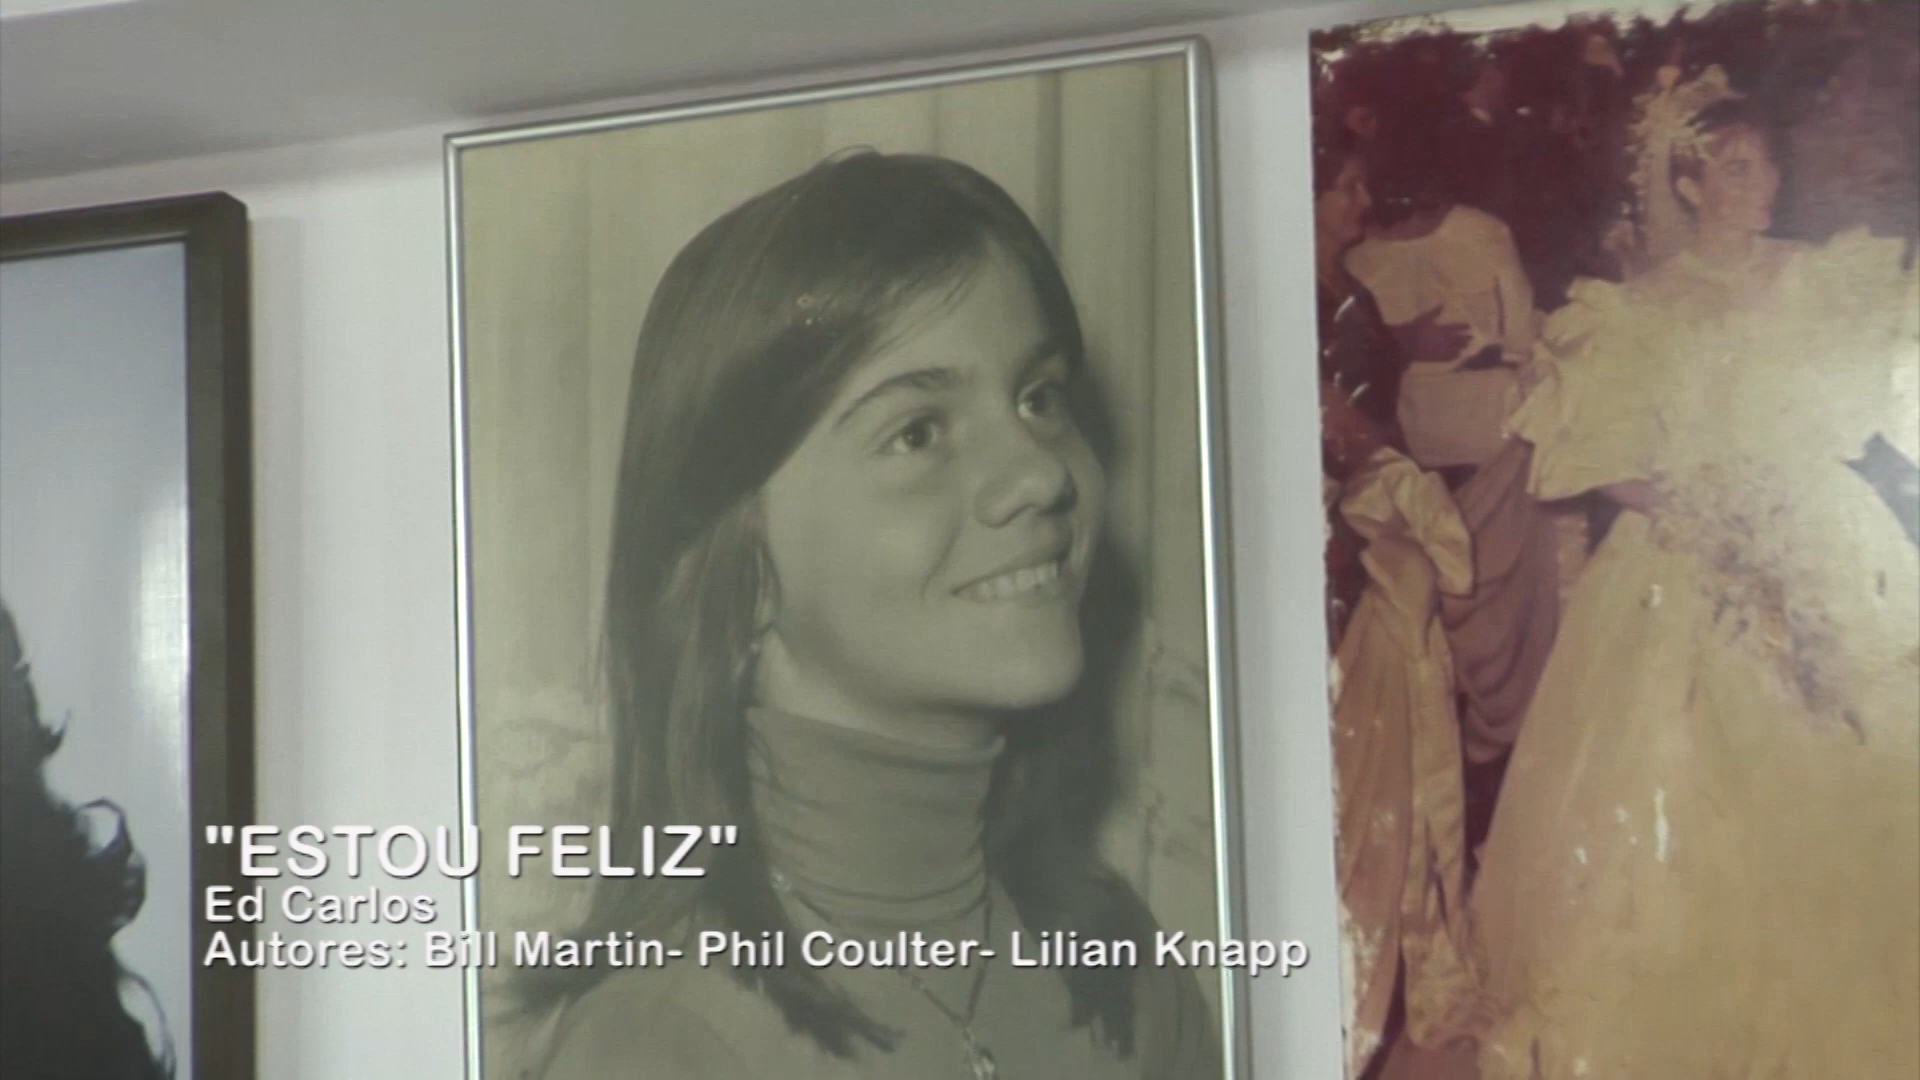 "ESTOU FELIZ"
Ed Carlos
Autores: Bill Martin- Phil Coulter- Lilian Knapp